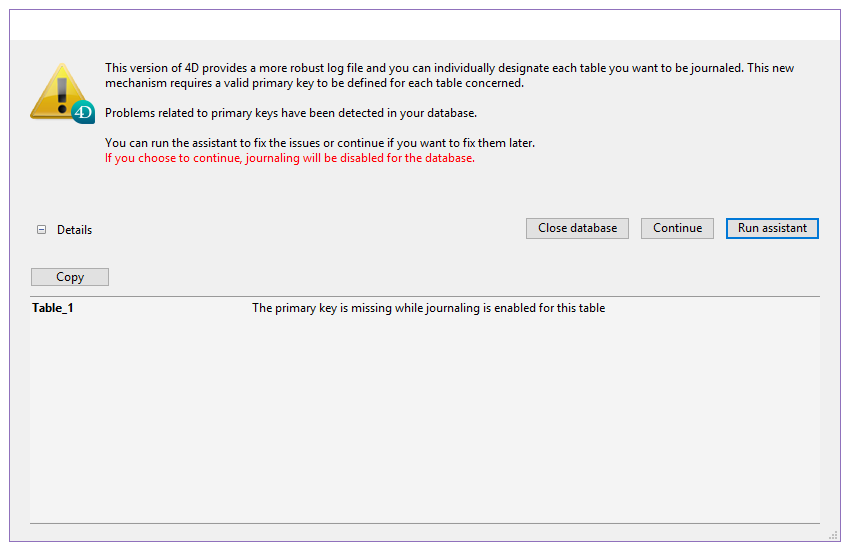 This version of 4D provides a more robust log file and you can individually designate each table you want to be journaled. This new
mechanism requires a valid primary key to be defined for each table concerned.
4D
Problems related to primary keys have been detected in your database.
You can run the assistant to fix the issues or continue if you want to fix them later.
If you choose to continue, journaling will be disabled for the database.
Details
Close database
Continue
Run assistant
Copy
Table_1 The primary key is missing while journaling is enabled for this table